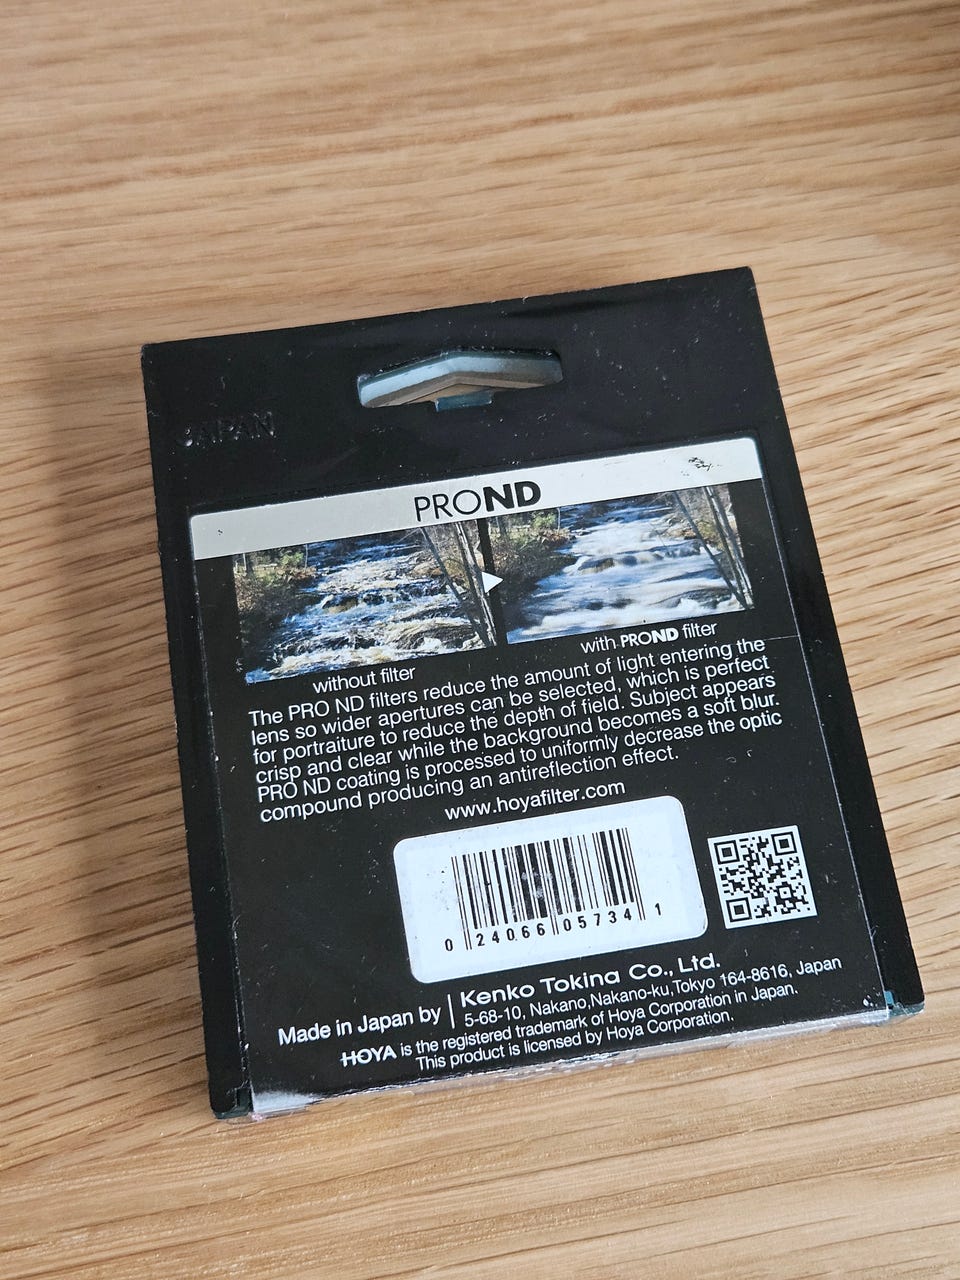 JAPAN
PROND
without filter
with PROND filter
The PRO ND filters reduce the amount of light entering the
lens so wider apertures can be selected, which is perfect
for portraiture to reduce the depth of field. Subject appears
crisp and clear while the background becomes a soft blur.
PRO ND coating is processed to uniformly decrease the optic
compound producing an antireflection effect.
www.hoyafilter.com
0 24066 05734 1
Made in Japan by
Kenko Tokina Co., Ltd.
5-68-10, Nakano,Nakano-ku,Tokyo 164-8616, Japan
HOYA is the registered trademark of Hoya Corporation in Japan.
This product is licensed by Hoya Corporation.